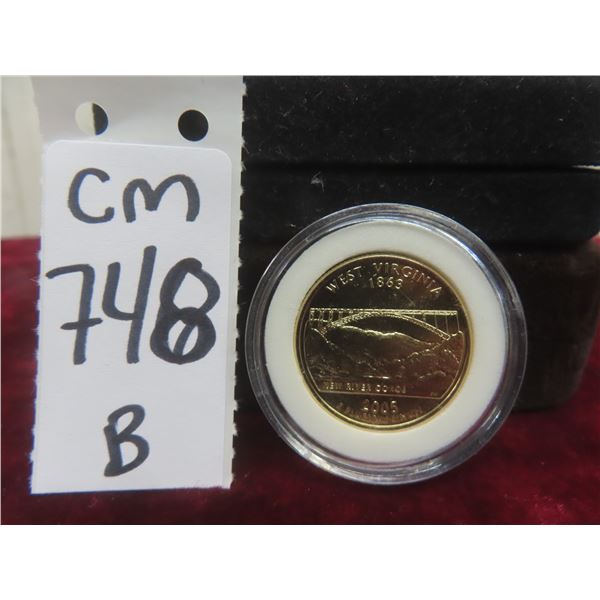 CM
748
B
WEST VIRGINIA
1863
NEW RIVER GORGE
2005